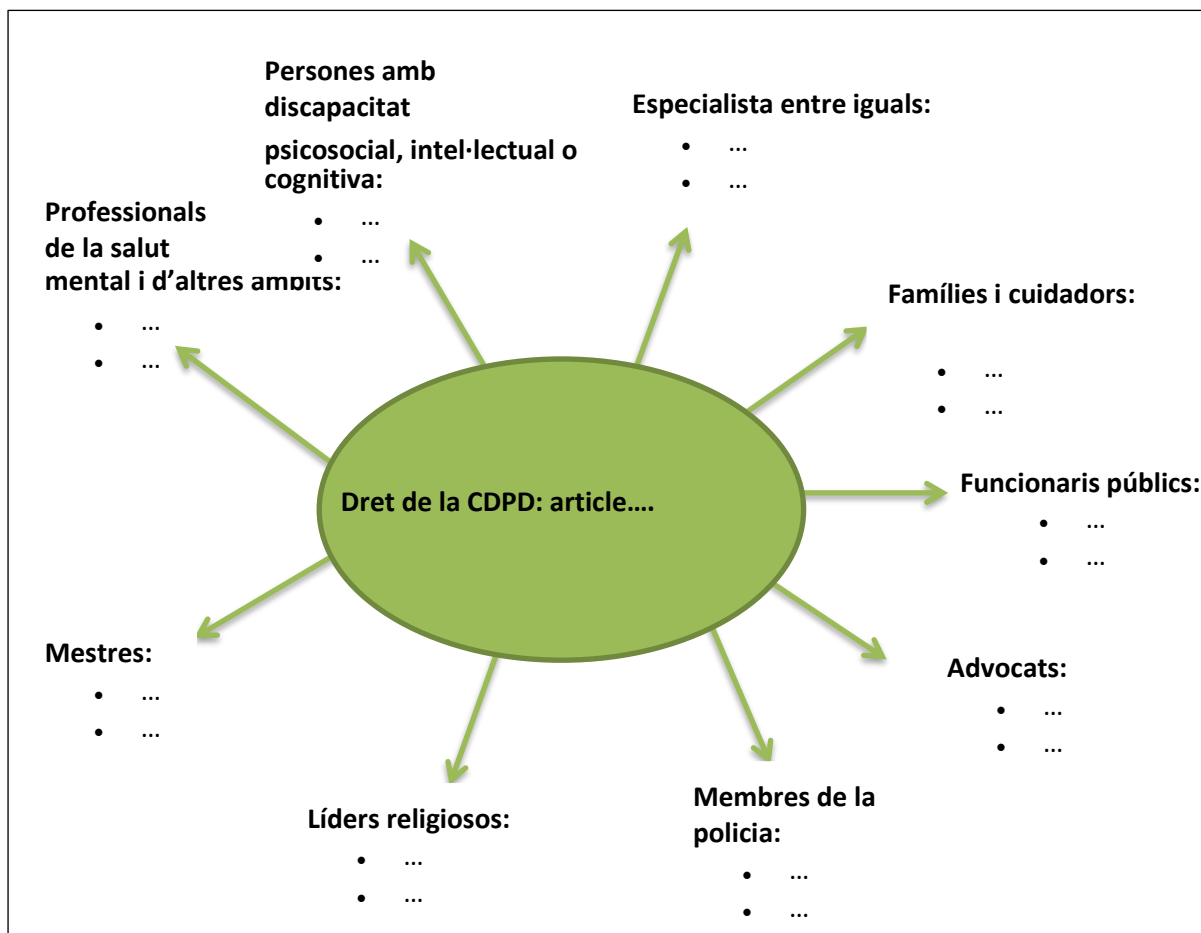 Persones amb
discapacitat
psicosocial, intel·lectual o
cognitiva:
• ...
• ...
Especialista entre iguals:
• ...
• ...
Professionals
de la salut
mental i d’altres àmbits:
• ...
• ...
Famílies i cuidadors:
• ...
• ...
Dret de la CDPD: article….
Funcionaris públics:
• ...
• ...
Mestres:
• ...
• ...
Advocats:
• ...
• ...
Líders religiosos:
• ...
• ...
Membres de la
policia:
• ...
• ...